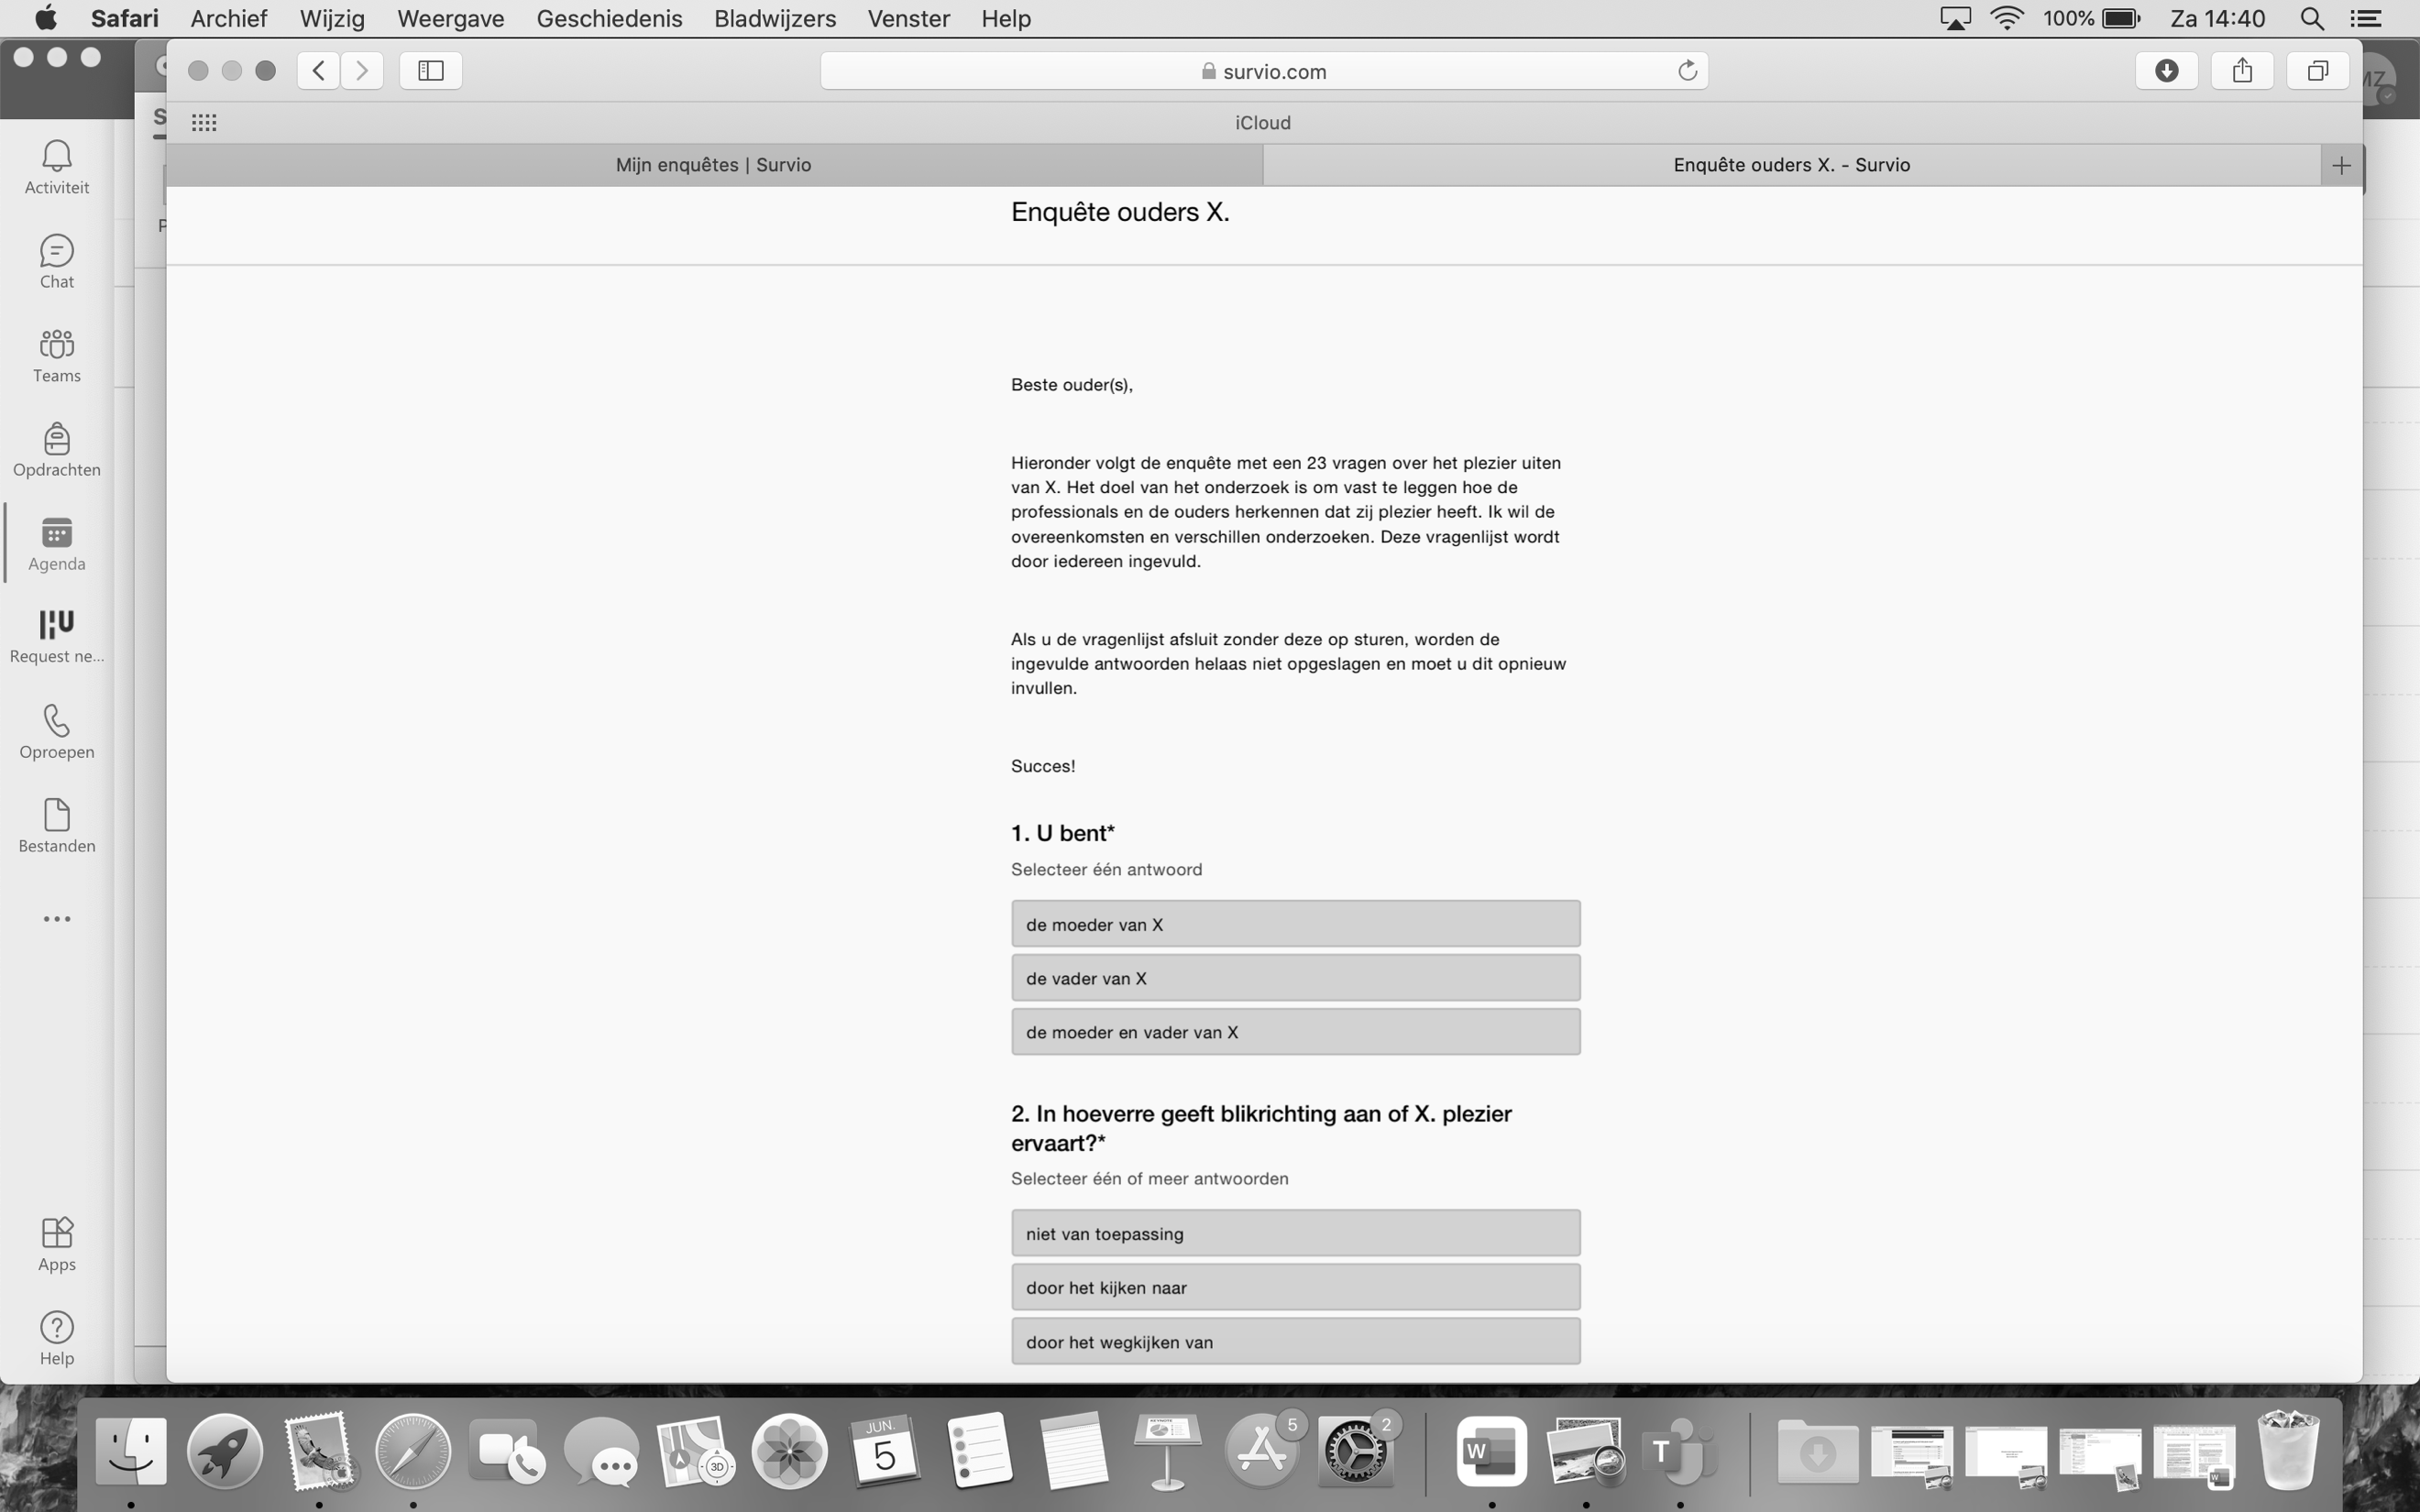 Safari Archief Wijzig Weergave Geschiedenis Bladwijzers Venster Help 100% Za 14:40
survio.com
MZ
iCloud
Mijn enquêtes | Survio Enquête ouders X. - Survio
Activiteit
Chat
Teams
Opdrachten
Agenda
Request ne...
Oproepen
Bestanden
Apps
Help
Enquête ouders X.
Beste ouder(s),
Hieronder volgt de enquête met een 23 vragen over het plezier uiten
van X. Het doel van het onderzoek is om vast te leggen hoe de
professionals en de ouders herkennen dat zij plezier heeft. Ik wil de
overeenkomsten en verschillen onderzoeken. Deze vragenlijst wordt
door iedereen ingevuld.
Als u de vragenlijst afsluit zonder deze op sturen, worden de
ingevulde antwoorden helaas niet opgeslagen en moet u dit opnieuw
invullen.
Succes!
1. U bent*
Selecteer één antwoord
de moeder van X
de vader van X
de moeder en vader van X
2. In hoeverre geeft blikrichting aan of X. plezier
ervaart?*
Selecteer één of meer antwoorden
niet van toepassing
door het kijken naar
door het wegkijken van
3D
JUN.
5
KEYNOTE
5
2
W
T